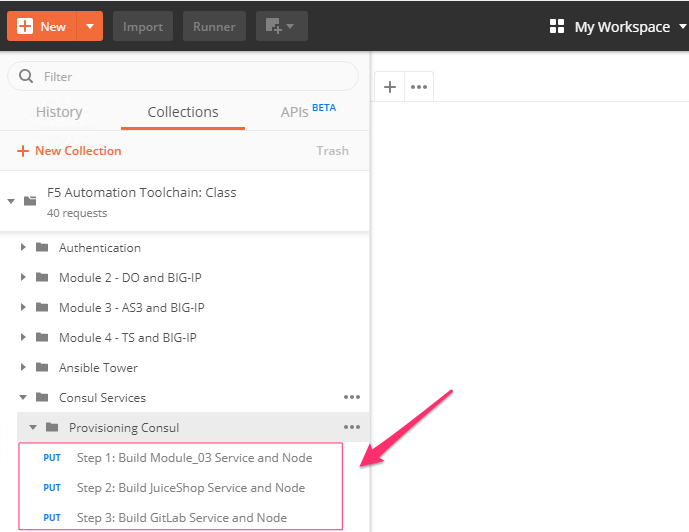 New
Import
Runner
My Workspace
Filter
History
Collections
APIs BETA
+ New Collection
Trash
F5 Automation Toolchain: Class
40 requests
Authentication
Module 2 - DO and BIG-IP
Module 3 - AS3 and BIG-IP
Module 4 - TS and BIG-IP
Ansible Tower
Consul Services
Provisioning Consul
PUT Step 1: Build Module_03 Service and Node
PUT Step 2: Build JuiceShop Service and Node
PUT Step 3: Build GitLab Service and Node